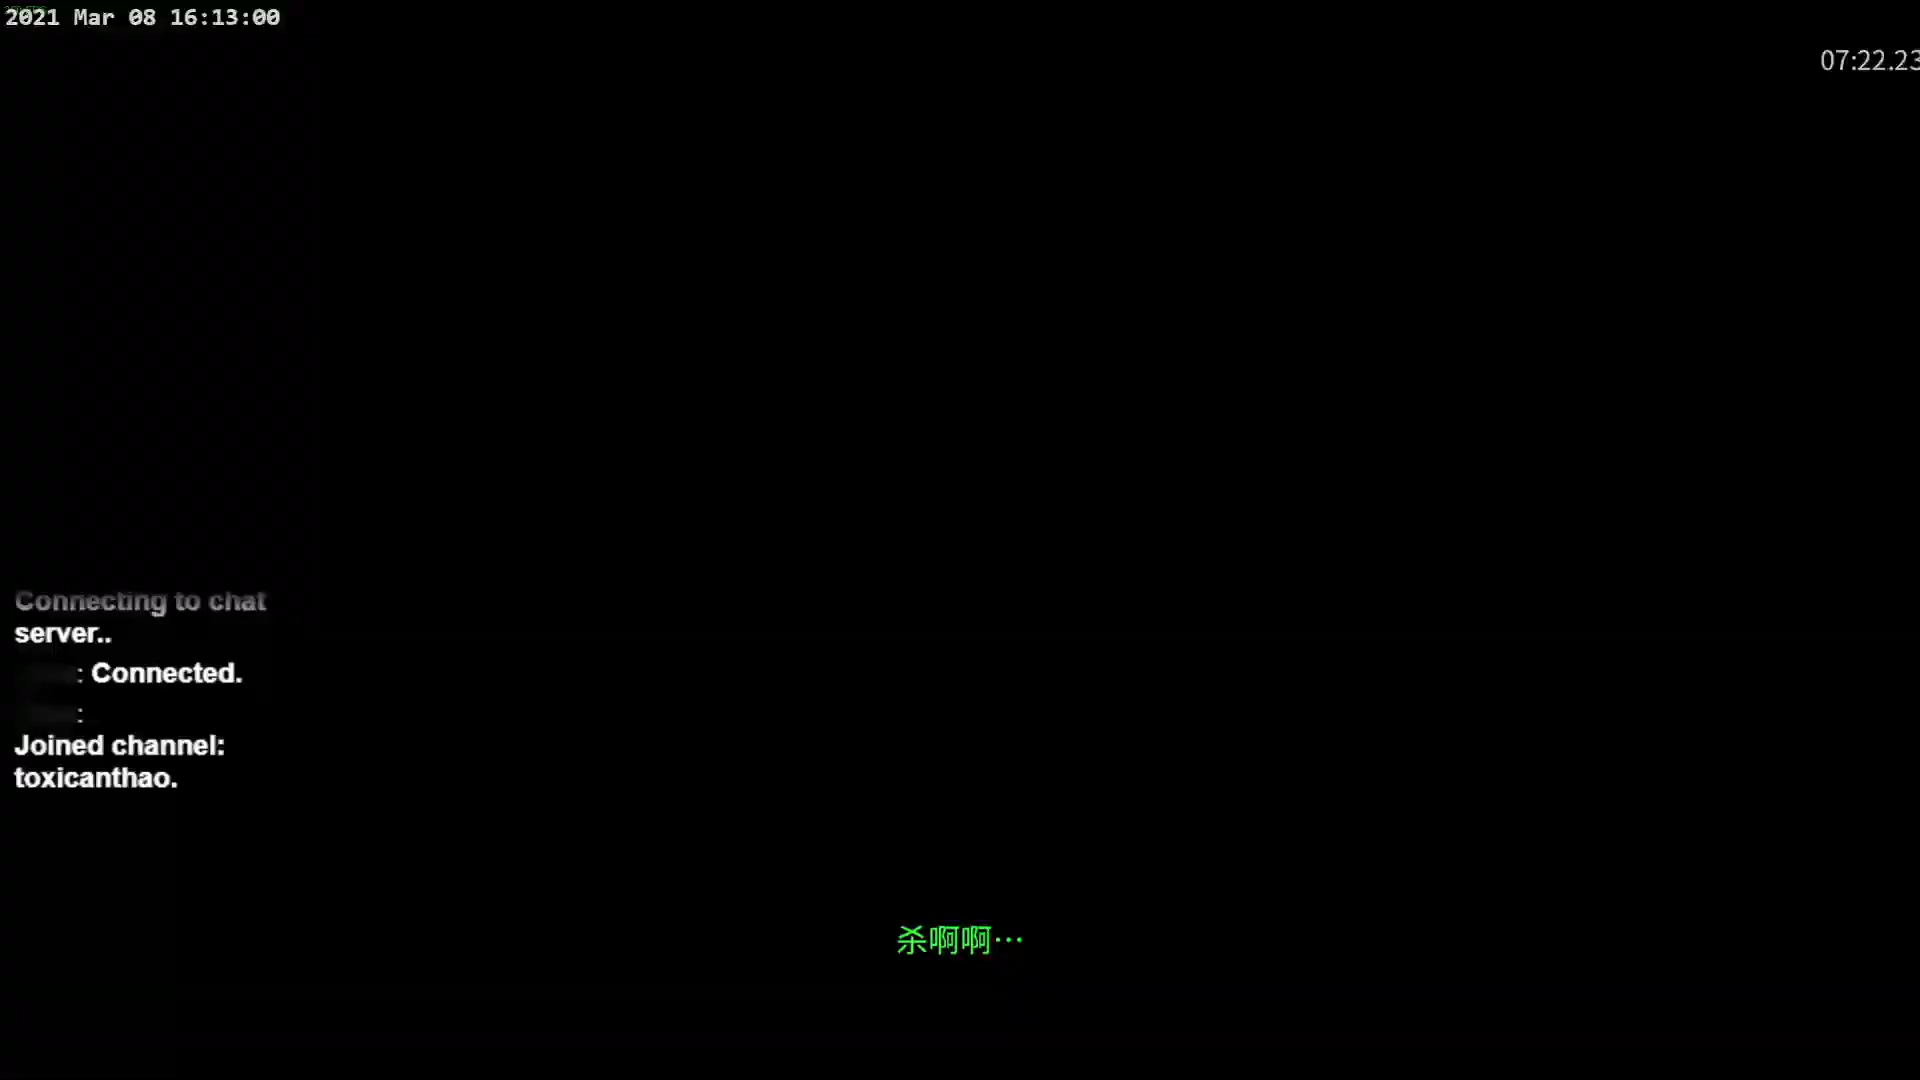 2021 Mar 08 16:13:00
07:22.23
Connecting to chat
server..
: Connected.
:
Joined channel:
toxicanthao.
杀啊啊…